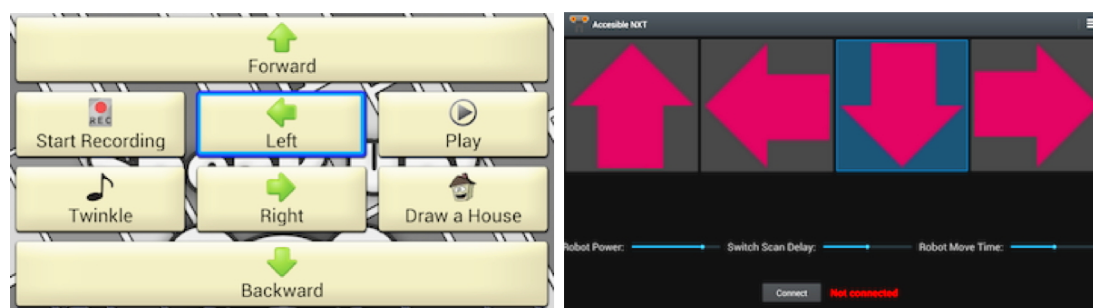 Forward
REC
Start Recording
Left
Play
Twinkle
Right
Draw a House
Backward
Accesible NXT
Robot Power:
Switch Scan Delay:
Robot Move Time:
Connect
Not connected